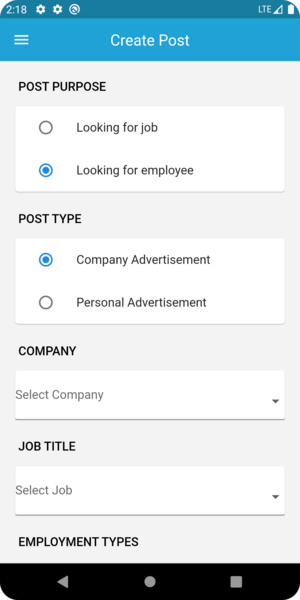 2:18
LTE
Create Post
POST PURPOSE
Looking for job
Looking for employee
POST TYPE
Company Advertisement
Personal Advertisement
COMPANY
Select Company
JOB TITLE
Select Job
EMPLOYMENT TYPES